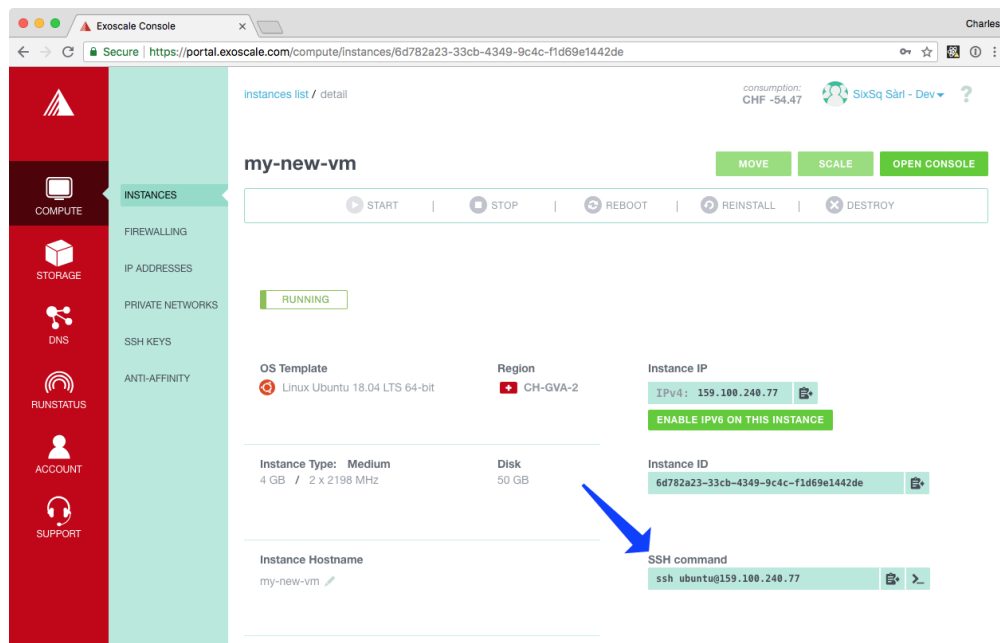 Exoscale Console
Charles
Secure | https://portal.exoscale.com/compute/instances/6d782a23-33cb-4349-9c4c-f1d69e1442de
instances list / detail
consumption:
CHF -54.47
SixSq Sàrl - Dev
?
my-new-vm
MOVE
SCALE
OPEN CONSOLE
START | STOP | REBOOT | REINSTALL | DESTROY
COMPUTE
STORAGE
DNS
RUNSTATUS
ACCOUNT
SUPPORT
INSTANCES
FIREWALLING
IP ADDRESSES
PRIVATE NETWORKS
SSH KEYS
ANTI-AFFINITY
RUNNING
OS Template
Linux Ubuntu 18.04 LTS 64-bit
Region
CH-GVA-2
Instance IP
IPv4: 159.100.240.77
ENABLE IPV6 ON THIS INSTANCE
Instance Type: Medium
4 GB / 2 x 2198 MHz
Disk
50 GB
Instance ID
6d782a23-33cb-4349-9c4c-f1d69e1442de
Instance Hostname
my-new-vm
SSH command
ssh ubuntu@159.100.240.77